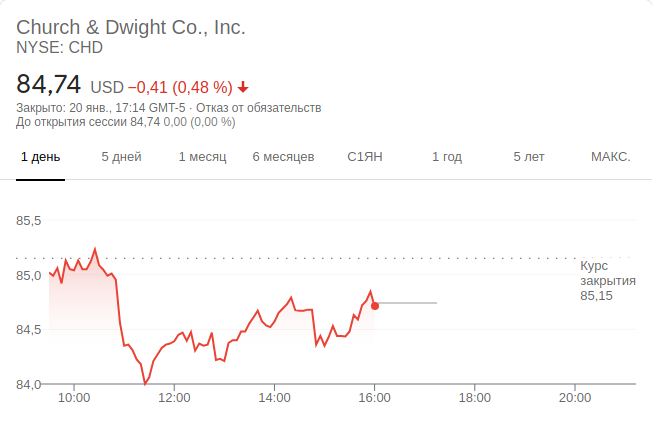 Church & Dwight Co., Inc.
NYSE: CHD
84,74 USD −0,41 (0,48 %)
Закрыто: 20 янв., 17:14 GMT-5 · Отказ от обязательств
До открытия сессии 84,74 0,00 (0,00 %)
1 день 5 дней 1 месяц 6 месяцев С1ЯН 1 год 5 лет МАКС.
85,5
85,0
84,5
84,0
Курс
закрытия
85,15
10:00 12:00 14:00 16:00 18:00 20:00